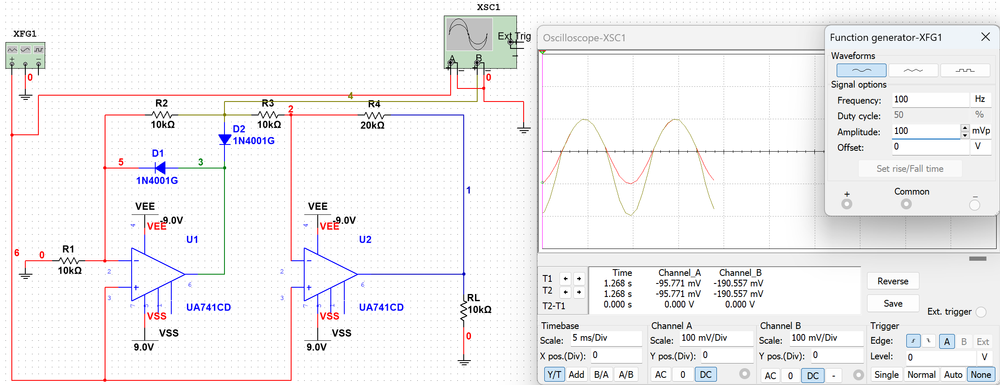 XSC1
XFG1
Ext Trig
+
−
A
B
+
−
+
−
−
0
0
4
R2
10kΩ
R3
10kΩ
2
R4
20kΩ
D2
1N4001G
D1
5
3
1N4001G
1
VEE
-9.0V
VEE
4
VEE
-9.0V
VEE
4
U1
U2
6
0
R1
10kΩ
2
3
6
7
5
1
UA741CD
VSS
VSS
9.0V
2
3
6
7
5
1
UA741CD
VSS
VSS
9.0V
RL
10kΩ
0
Oscilloscope-XSC1
Function generator-XFG1
Waveforms
Signal options
Frequency: 100 Hz
Duty cycle: 50 %
Amplitude: 100 mVp
Offset: 0 V
Set rise/Fall time
+
Common
−
Time Channel_A Channel_B
T1 1.268 s -95.771 mV -190.557 mV
T2 1.268 s -95.771 mV -190.557 mV
T2-T1 0.000 s 0.000 V 0.000 V
Reverse
Save
Ext. trigger
Timebase
Scale: 5 ms/Div
X pos.(Div): 0
Y/T Add B/A A/B
Channel A
Scale: 100 mV/Div
Y pos.(Div): 0
AC 0 DC
Channel B
Scale: 100 mV/Div
Y pos.(Div): 0
AC 0 DC -
Trigger
Edge: A B Ext
Level: 0 V
Single Normal Auto None